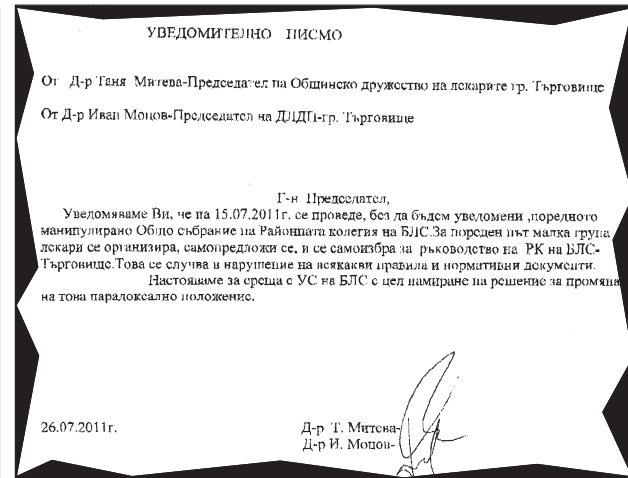 УВЕДОМИТЕЛНО ПИСМО
От Д-р Таня Митева-Председател на Общинско дружество на лекарите гр. Търговище
От Д-р Иван Моцов-Председател на ДЛДП-гр. Търговище
Г-н Председател,
Уведомяваме Ви, че на 15.07.2011г. се проведе, без да бъдем уведомени ,поредното
манипулирано Общо събрание на Районната колегия на БЛС.За пореден път малка група
лекари се организира, самопредложи се, и се самоизбра за ръководство на РК на БЛС-
Търговище.Това се случва в нарушение на всякакви правила и нормативни документи.
Настояваме за среща с УС на БЛС с цел намиране на решение за промяна
на това парадоксално положение.
26.07.2011г.
Д-р Т. Митева-
Д-р И. Моцов-